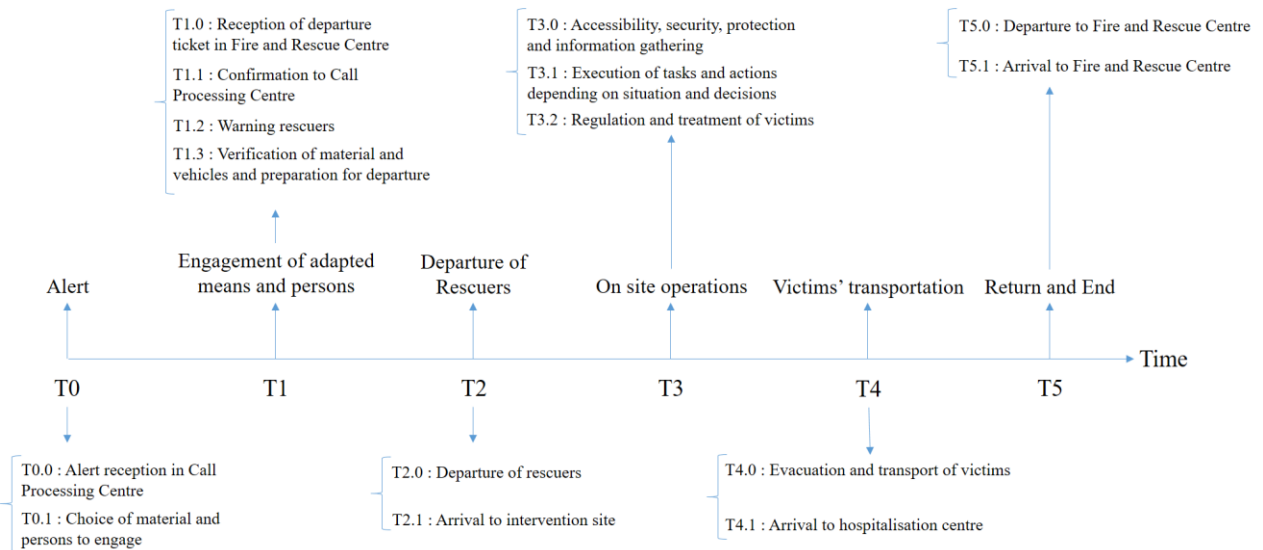 T1.0 : Reception of departure
ticket in Fire and Rescue Centre
T1.1 : Confirmation to Call
Processing Centre
T1.2 : Warning rescuers
T1.3 : Verification of material and
vehicles and preparation for departure
T3.0 : Accessibility, security, protection
and information gathering
T3.1 : Execution of tasks and actions
depending on situation and decisions
T3.2 : Regulation and treatment of victims
T5.0 : Departure to Fire and Rescue Centre
T5.1 : Arrival to Fire and Rescue Centre
Alert
Engagement of adapted
means and persons
Departure of
Rescuers
On site operations
Victims’ transportation
Return and End
Time
T0
T1
T2
T3
T4
T5
T0.0 : Alert reception in Call
Processing Centre
T0.1 : Choice of material and
persons to engage
T2.0 : Departure of rescuers
T2.1 : Arrival to intervention site
T4.0 : Evacuation and transport of victims
T4.1 : Arrival to hospitalisation centre